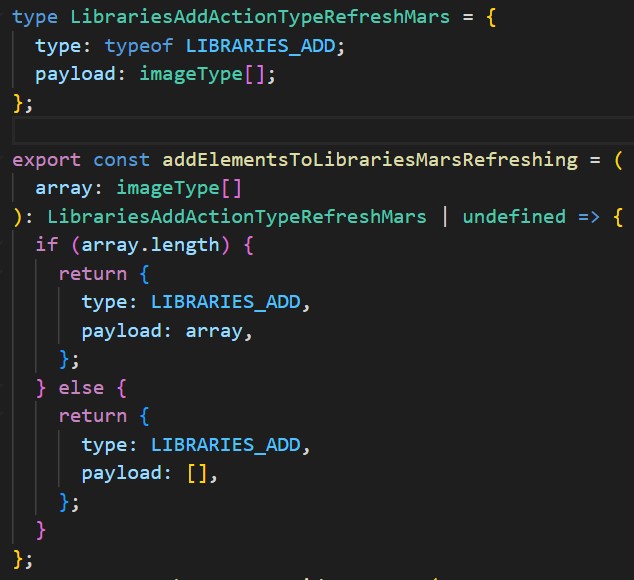 type LibrariesAddActionTypeRefreshMars = {
  type: typeof LIBRARIES_ADD;
  payload: imageType[];
};

export const addElementsToLibrariesMarsRefreshing = (
  array: imageType[]
): LibrariesAddActionTypeRefreshMars | undefined => {
  if (array.length) {
    return {
      type: LIBRARIES_ADD,
      payload: array,
    };
  } else {
    return {
      type: LIBRARIES_ADD,
      payload: [],
    };
  }
};